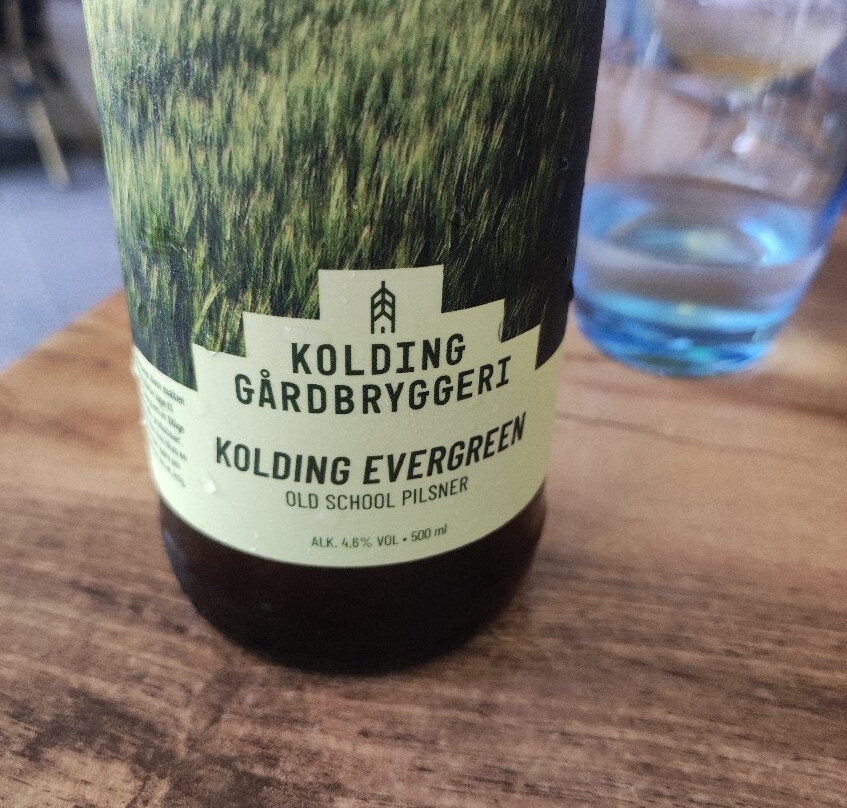 KOLDING
GÅRDBRYGGERI
KOLDING EVERGREEN
OLD SCHOOL PILSNER
ALK. 4,6% VOL • 500 ml